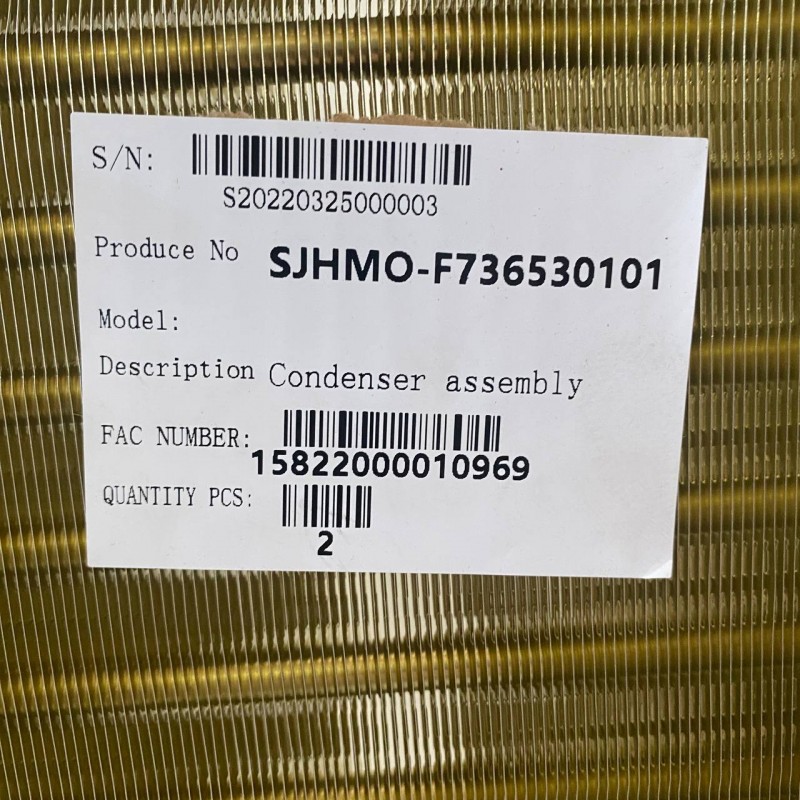 S/N:
S20220325000003
Produce No SJHMO-F736530101
Model:
Description Condenser assembly
FAC NUMBER:
15822000010969
QUANTITY PCS:
2